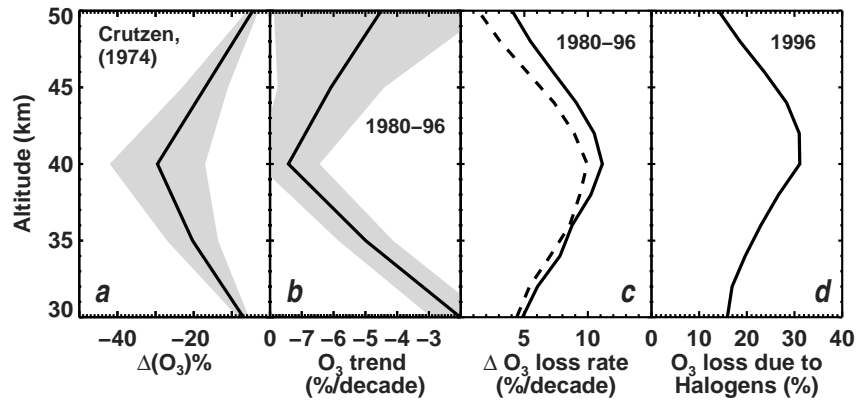 50
45
40
35
30
Altitude (km)
Crutzen,
(1974)
a
−40 −20 0
Δ(O₃)%
1980−96
b
−7 −6 −5 −4 −3
O₃ trend
(%/decade)
1980−96
c
5 10
Δ O₃ loss rate
(%/decade)
1996
d
0 10 20 30 40
O₃ loss due to
Halogens (%)